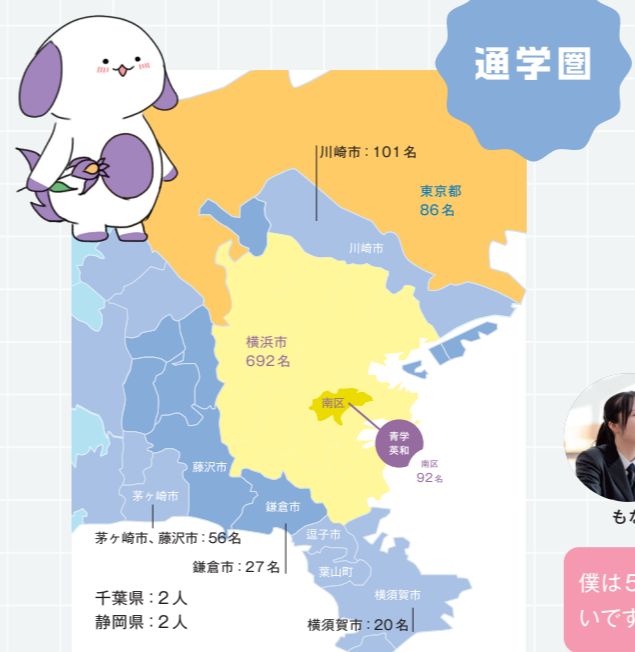 通学圏
川崎市：101名
東京都
86名
川崎市
横浜市
692名
南区
青学
英和
南区
92名
藤沢市
茅ヶ崎市
鎌倉市
茅ヶ崎市、藤沢市：56名
逗子市
鎌倉市：27名
葉山町
千葉県：2人
横須賀市
静岡県：2人
横須賀市：20名
もな
僕は5
いです